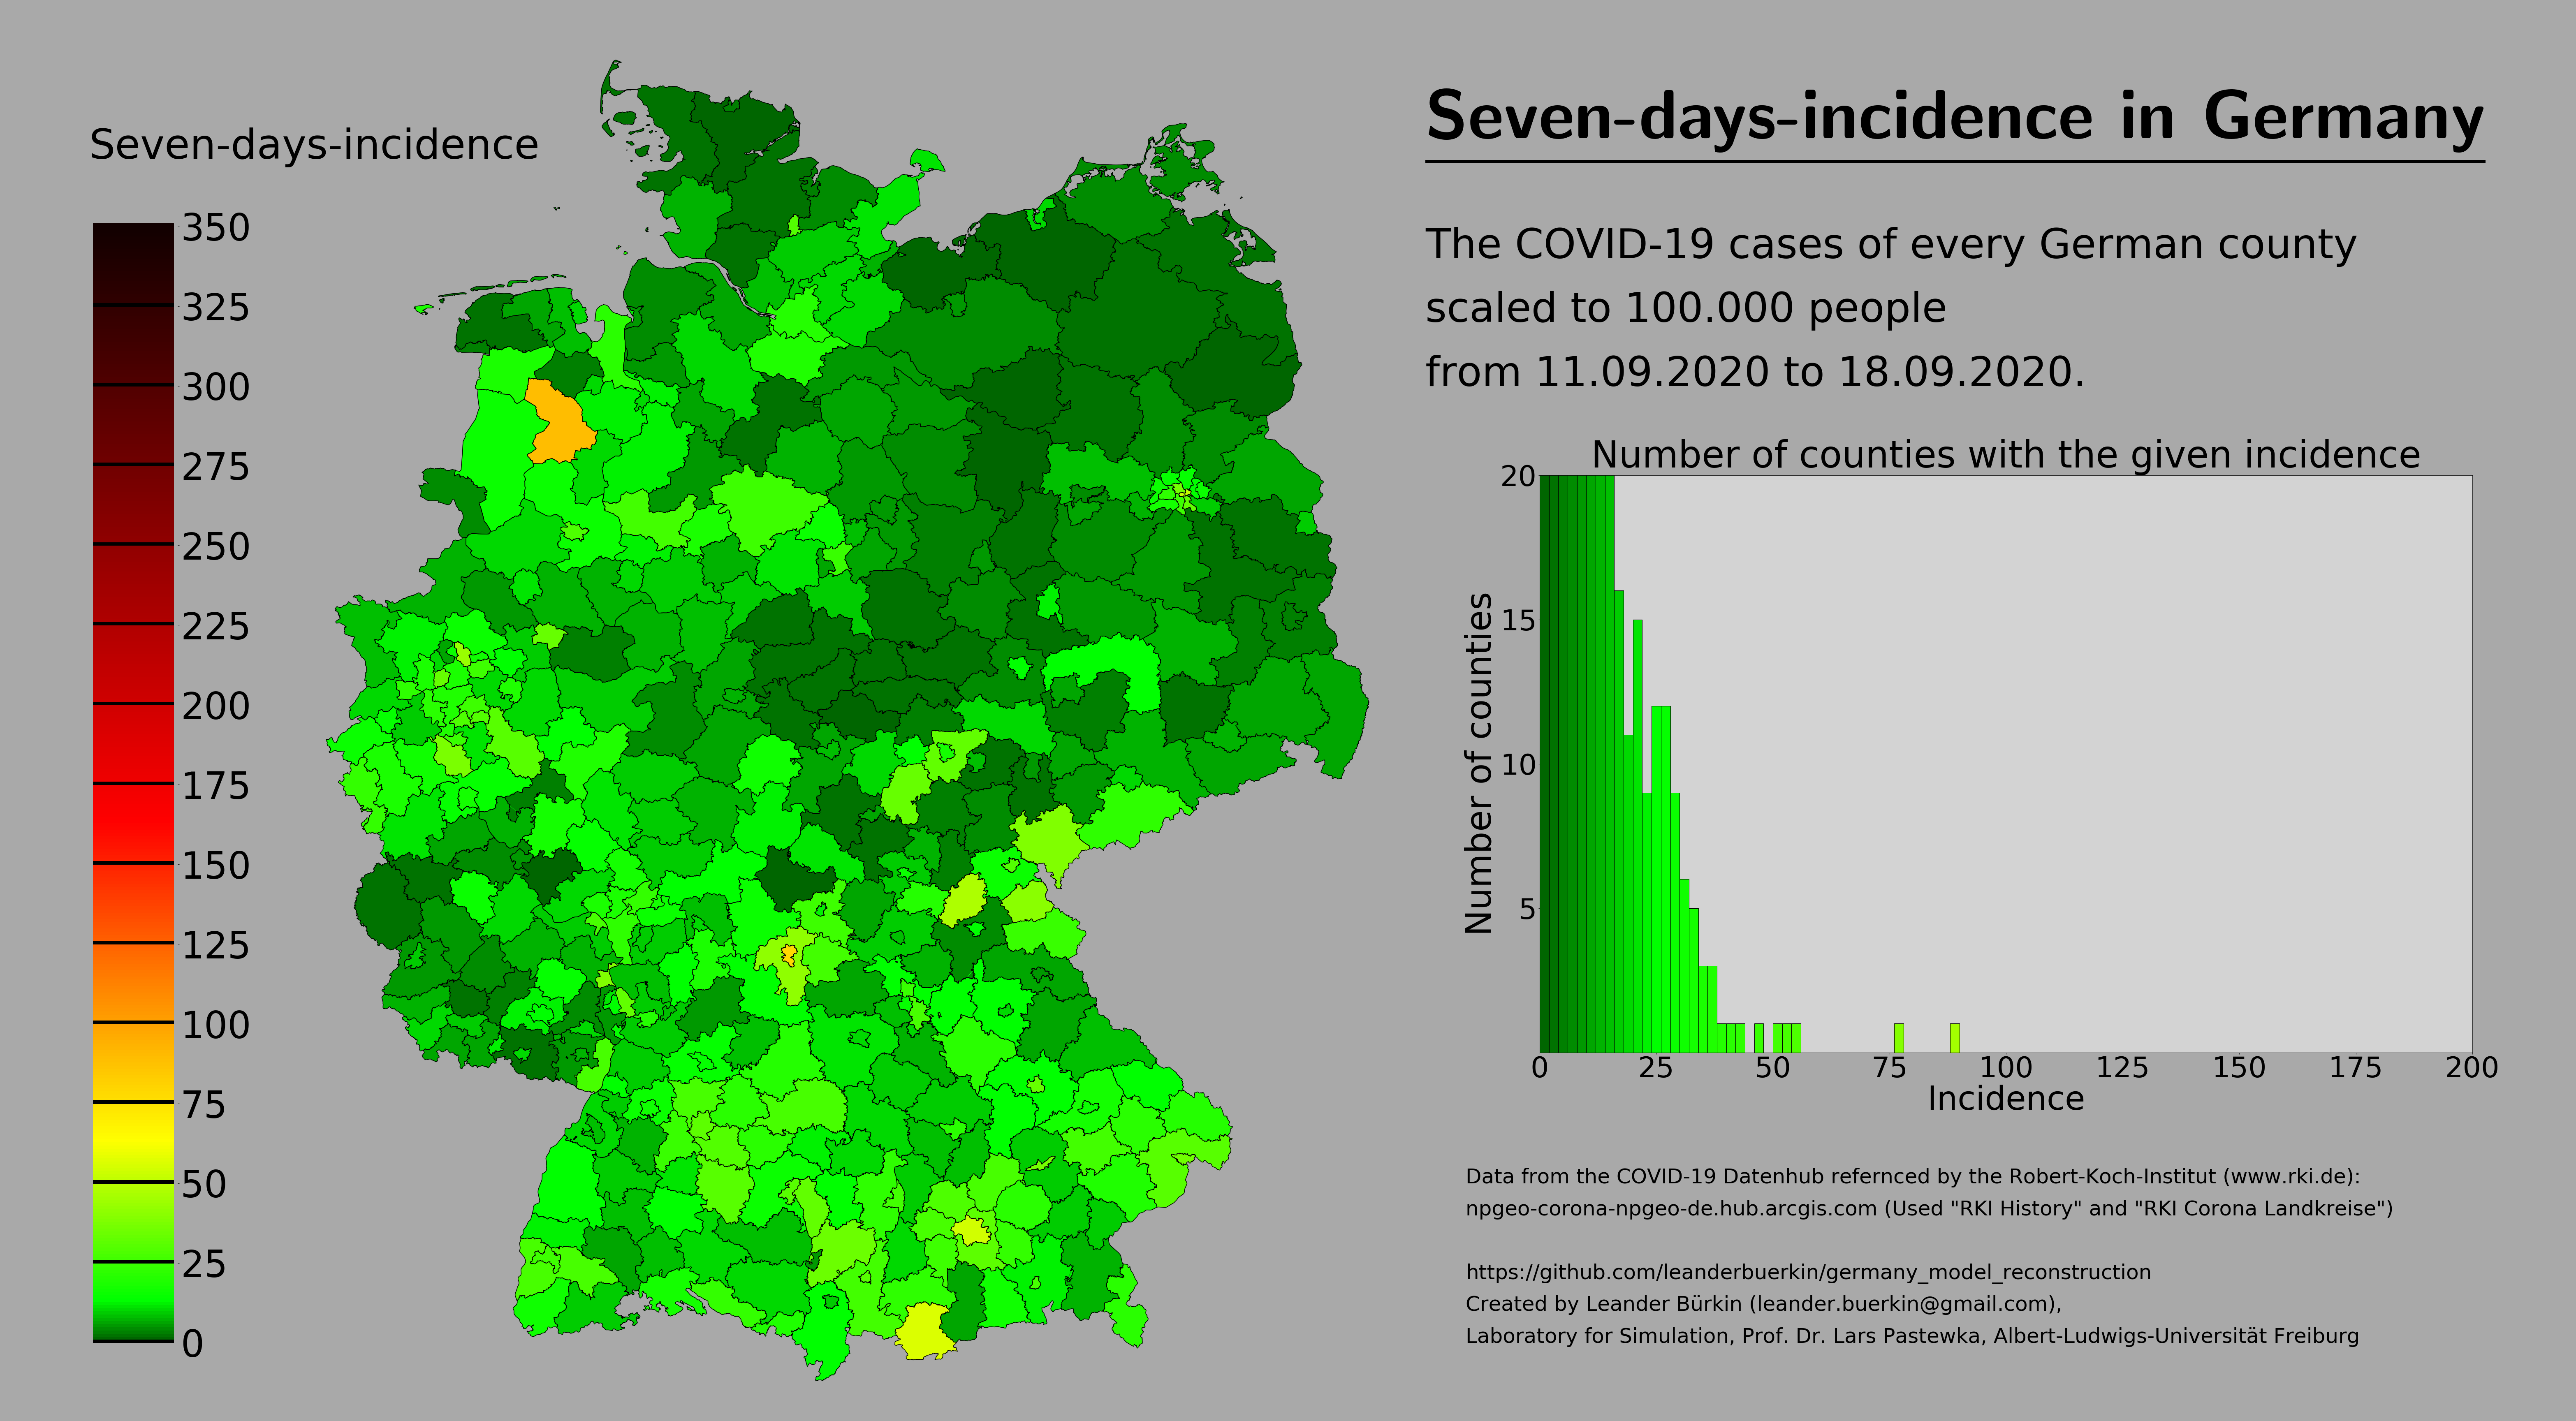 Seven-days-incidence in Germany
Seven-days-incidence
350
325
300
275
250
225
200
175
150
125
100
75
50
25
0
The COVID-19 cases of every German county
scaled to 100.000 people
from 11.09.2020 to 18.09.2020.
Number of counties with the given incidence
Number of counties
20
15
10
5
0 25 50 75 100 125 150 175 200
Incidence
Data from the COVID-19 Datenhub refernced by the Robert-Koch-Institut (www.rki.de):
npgeo-corona-npgeo-de.hub.arcgis.com (Used "RKI History" and "RKI Corona Landkreise")
https://github.com/leanderbuerkin/germany_model_reconstruction
Created by Leander Bürkin (leander.buerkin@gmail.com),
Laboratory for Simulation, Prof. Dr. Lars Pastewka, Albert-Ludwigs-Universität Freiburg